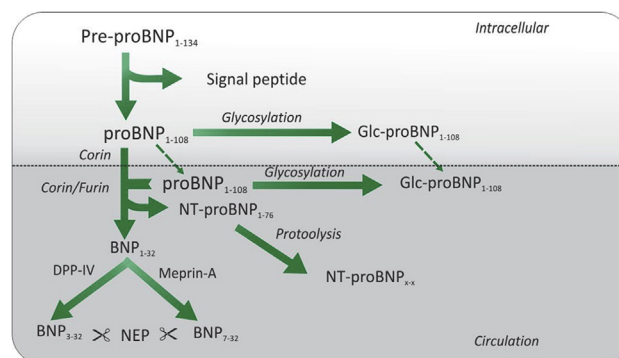 Intracellular
Pre-proBNP1-134
Signal peptide
Glycosylation
proBNP1-108
Glc-proBNP1-108
Corin
Glycosylation
Corin/Furin
proBNP1-108
Glc-proBNP1-108
NT-proBNP1-76
Protoolysis
BNP1-32
DPP-IV
Meprin-A
NT-proBNPx-x
BNP3-32 NEP BNP7-32
Circulation